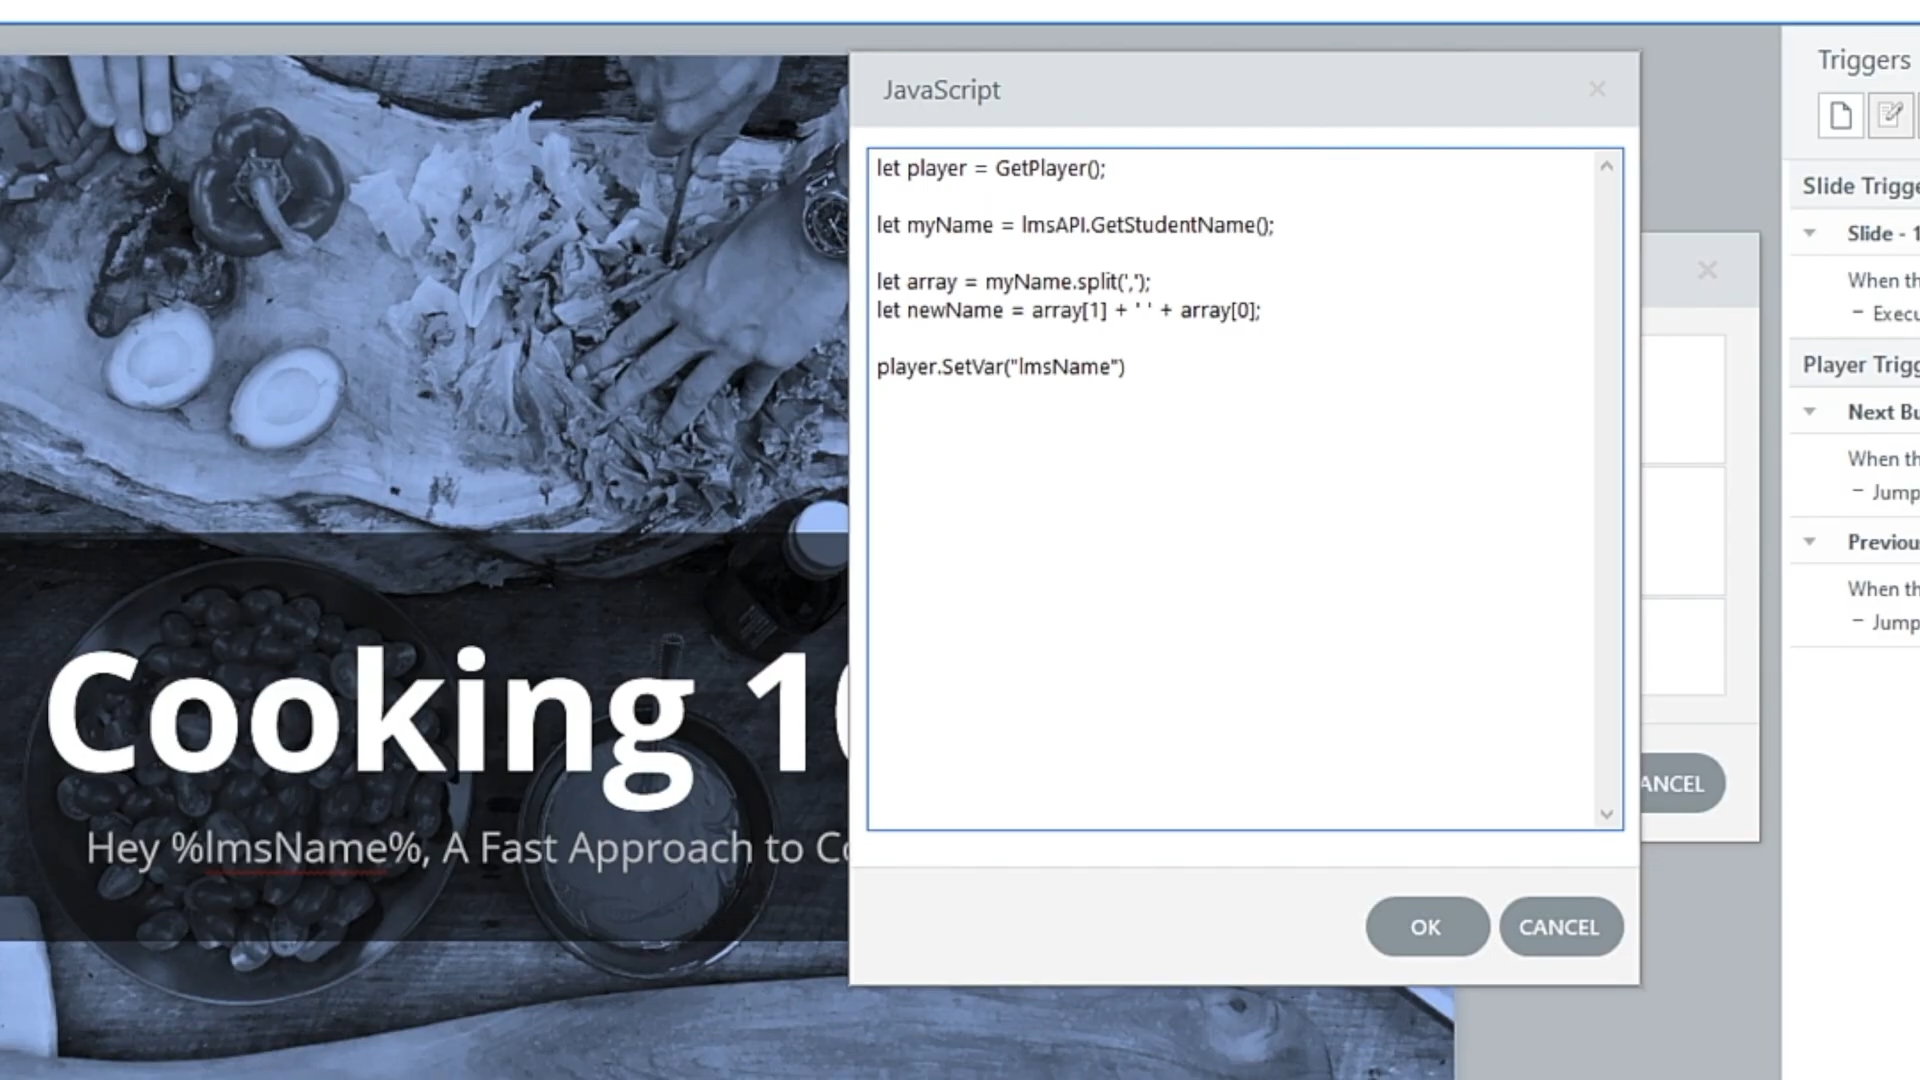 JavaScript
let player = GetPlayer();
let myName = lmsAPI.GetStudentName();
let array = myName.split(',');
let newName = array[1] + ' ' + array[0];
player.SetVar("lmsName")
OK
CANCEL
ANCEL
Cooking 10
Hey %lmsName%, A Fast Approach to Co
Triggers
Slide Trigge
Slide - 1
When th
– Execu
Player Trigg
Next Bu
When th
– Jump
Previou
When th
– Jump